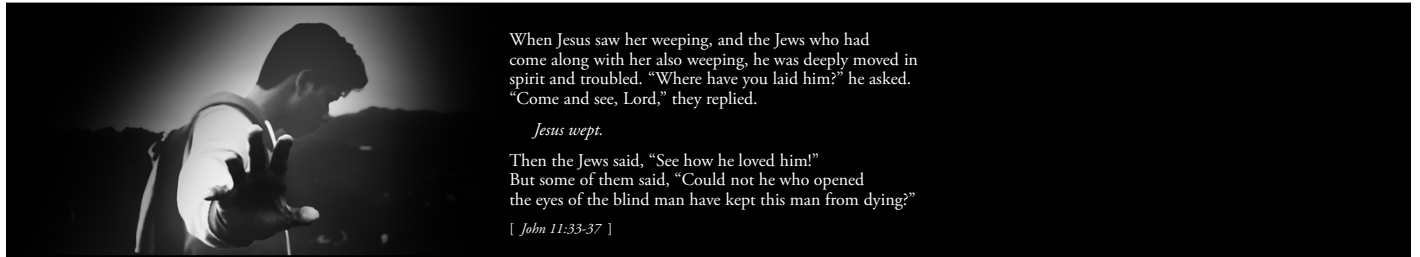 When Jesus saw her weeping, and the Jews who had
come along with her also weeping, he was deeply moved in
spirit and troubled. “Where have you laid him?” he asked.
“Come and see, Lord,” they replied.
Jesus wept.
Then the Jews said, “See how he loved him!”
But some of them said, “Could not he who opened
the eyes of the blind man have kept this man from dying?”
[ John 11:33-37 ]